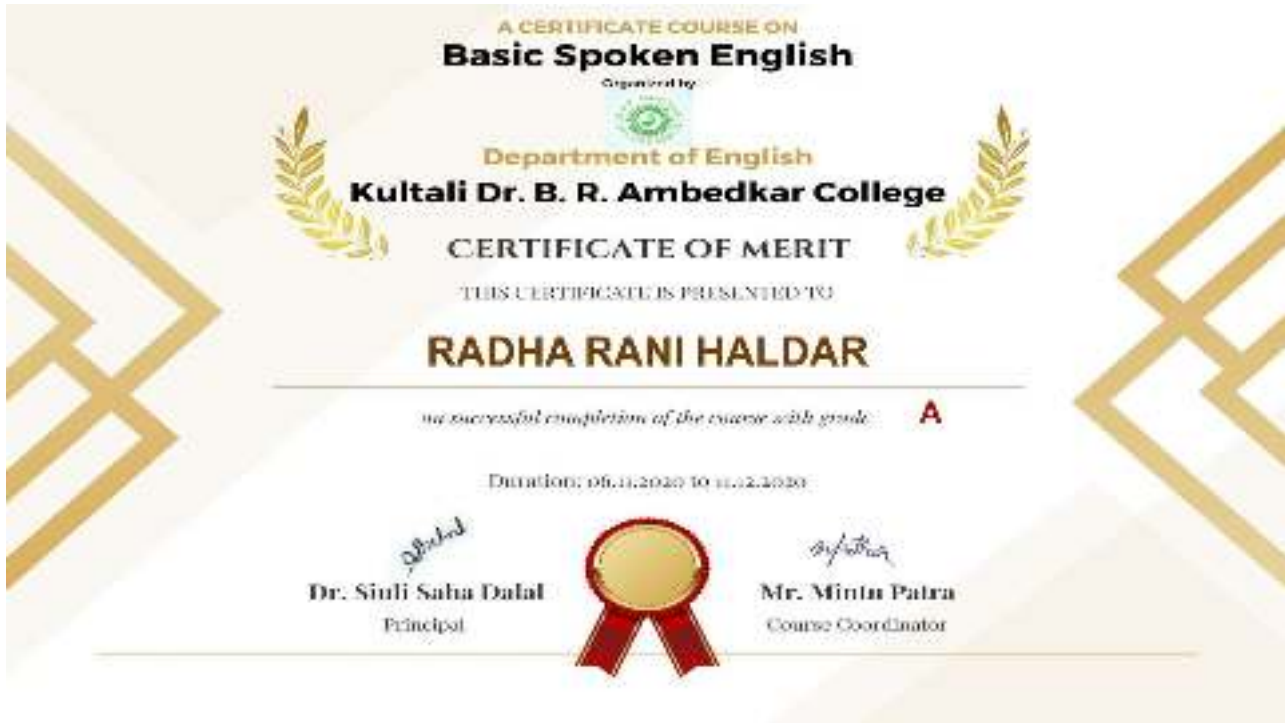 A CERTIFICATE COURSE ON
Basic Spoken English
Organized by
Department of English
Kultali Dr. B. R. Ambedkar College
CERTIFICATE OF MERIT
THIS CERTIFICATE IS PRESENTED TO
RADHA RANI HALDAR
on successful completion of the course with grade A
Duration: 06.11.2020 to 11.12.2020
Dr. Siuli Saha Dalal
Mr. Mintu Patra
Principal
Course Coordinator